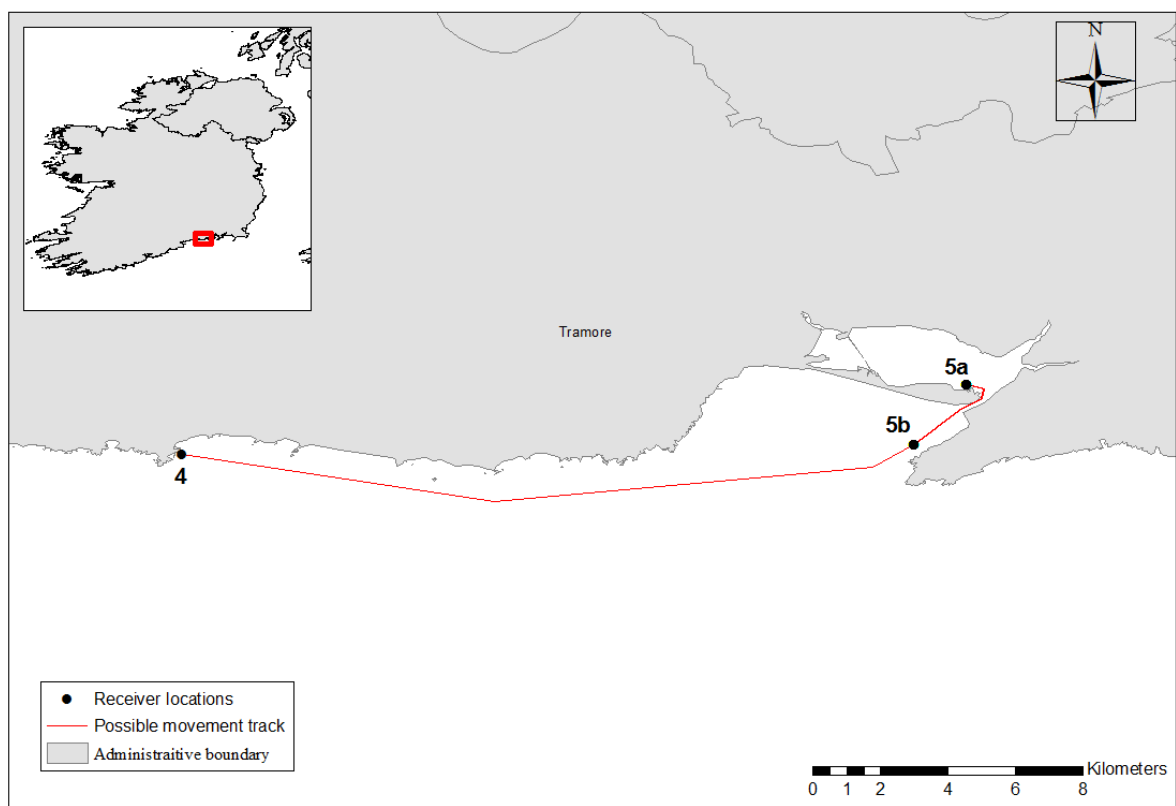 N
Tramore
5a
5b
4
Receiver locations
Possible movement track
Administraitive boundary
Kilometers
0 1 2 4 6 8